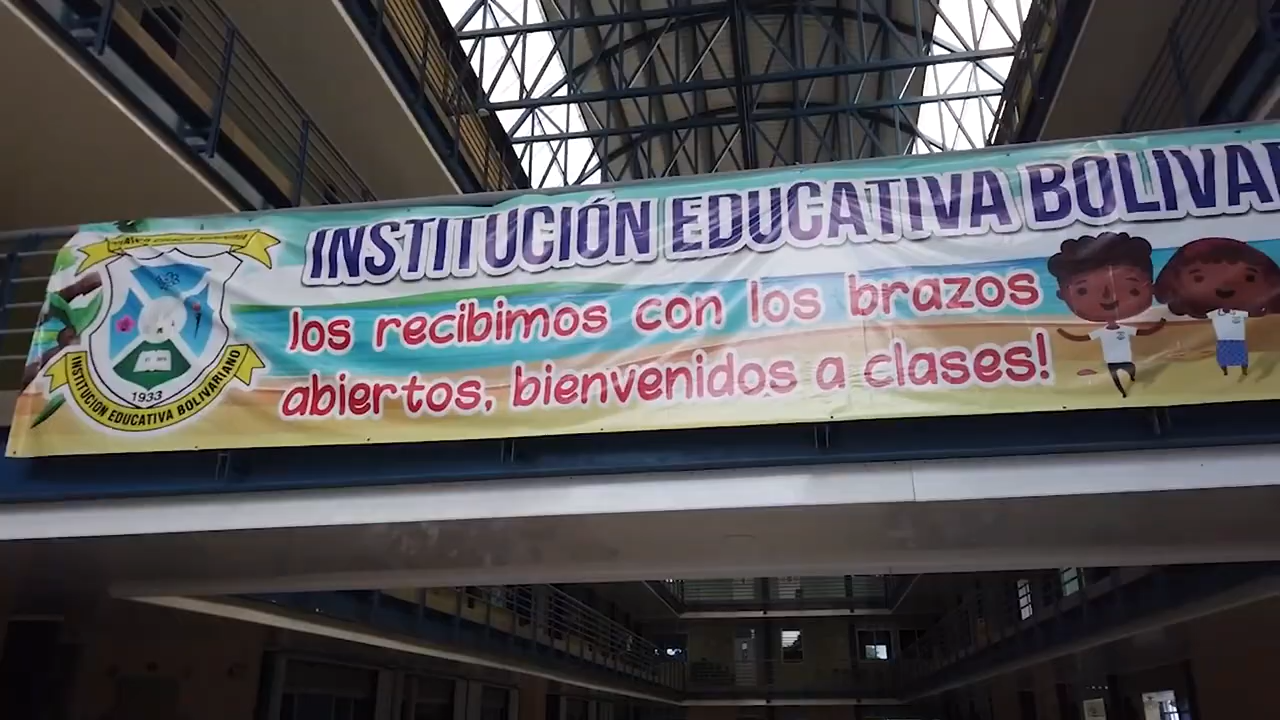 INSTITUCIÓN EDUCATIVA BOLIVAR
los recibimos con los brazos
abiertos, bienvenidos a clases!
1933
INSTITUCIÓN EDUCATIVA BOLIVARIANO